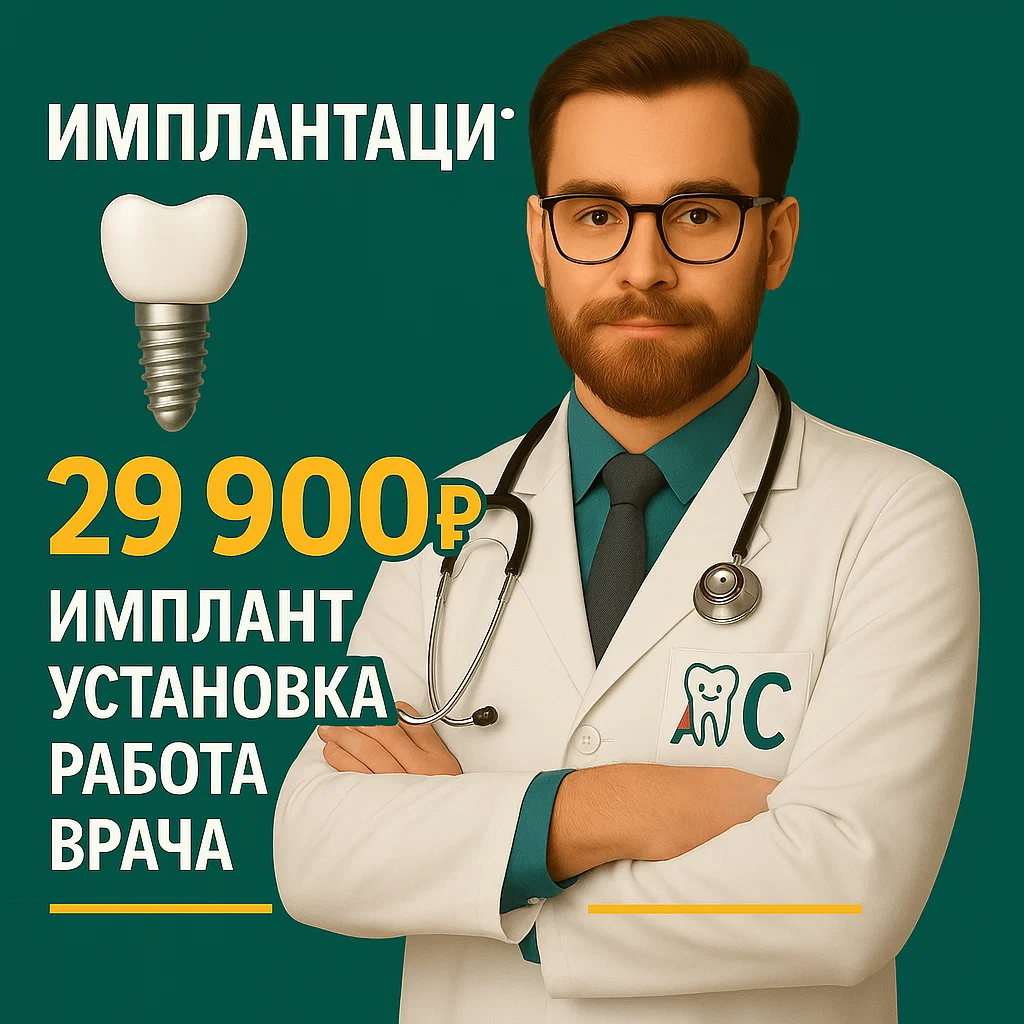 ИМПЛАНТАЦИ
29 900₽
ИМПЛАНТ
УСТАНОВКА
РАБОТА
ВРАЧА
A C